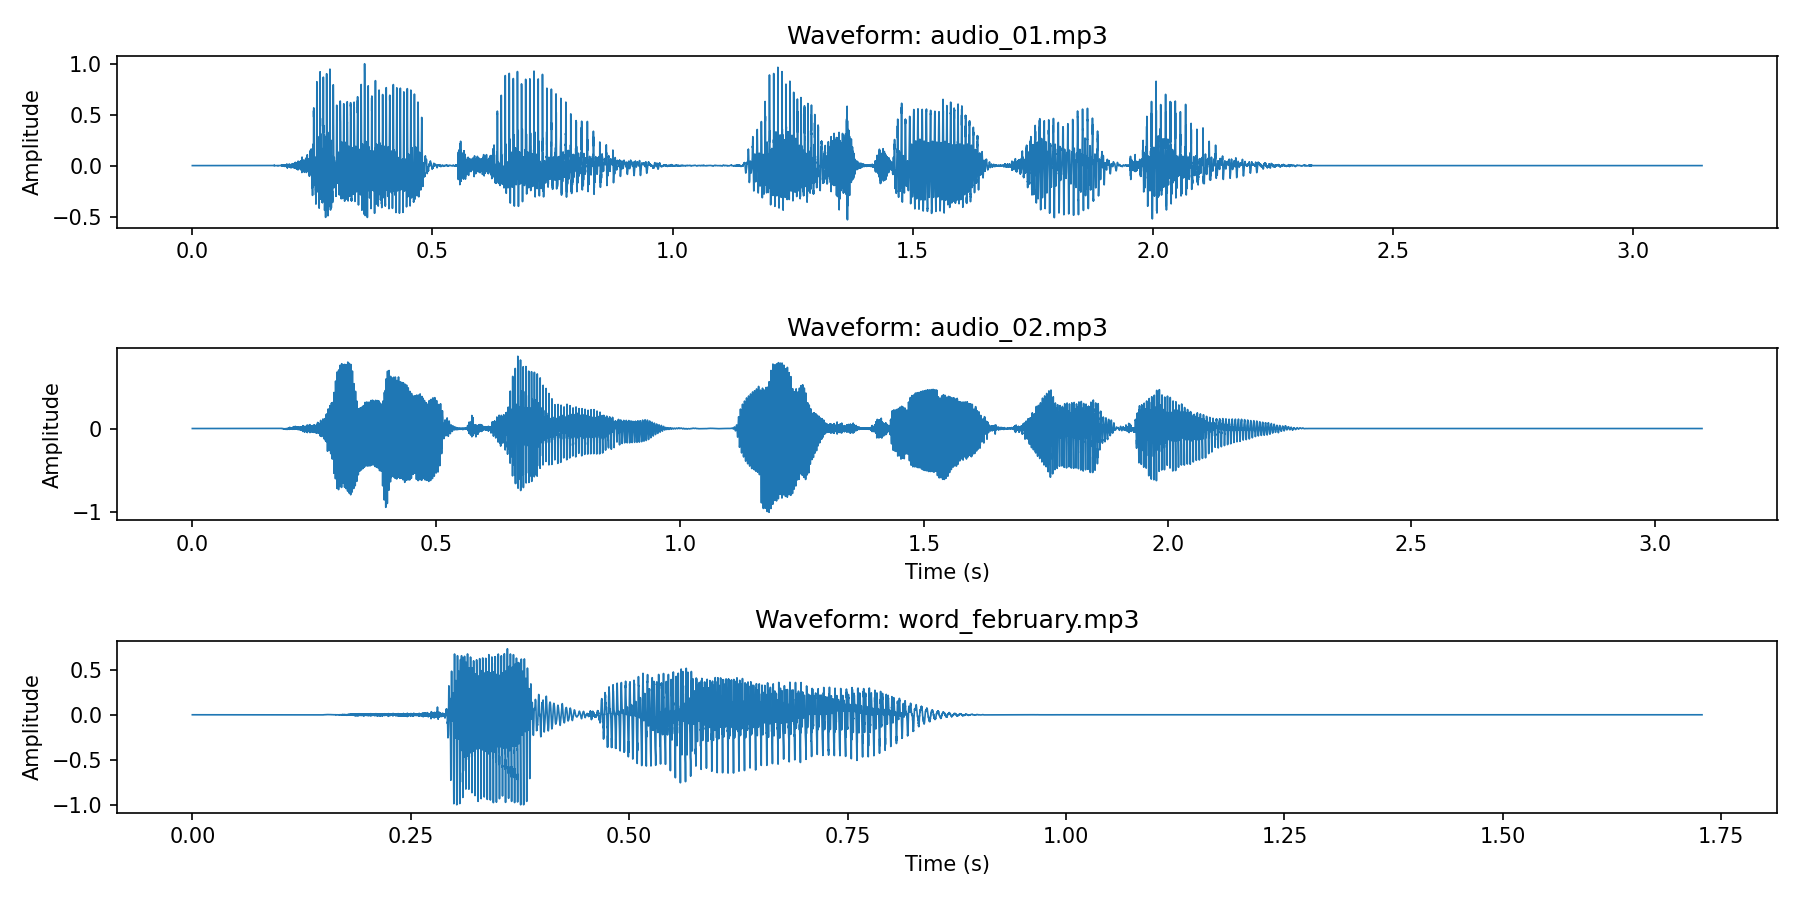 Waveform: audio_01.mp3
Amplitude
1.0
0.5
0.0
−0.5
0.0 0.5 1.0 1.5 2.0 2.5 3.0
Waveform: audio_02.mp3
Amplitude
0
−1
0.0 0.5 1.0 1.5 2.0 2.5 3.0
Time (s)
Waveform: word_february.mp3
Amplitude
0.5
0.0
−0.5
−1.0
0.00 0.25 0.50 0.75 1.00 1.25 1.50 1.75
Time (s)